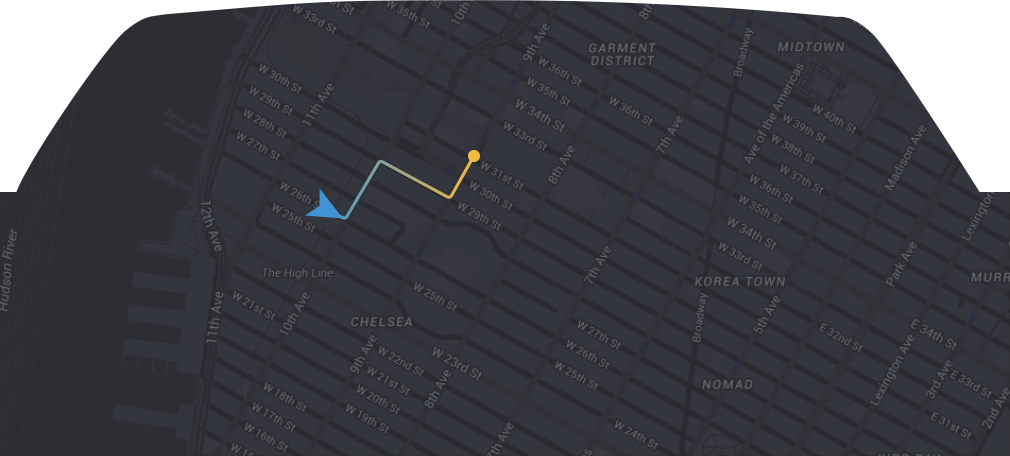 W 33rd St
W 35th St
10th
8th
9th Ave
Broadway
GARMENT
DISTRICT
MIDTOWN
W 30th St
W 29th St
W 28th St
W 27th St
11th Ave
W 36th St
W 35th St
W 34th St
W 33rd St
W 36th St
7th Ave
Ave of the Americas
W 40th St
W 39th St
W 38th St
W 37th St
W 36th St
W 35th St
W 34th St
W 33rd St
Madison Ave
8th Ave
W 31st St
W 30th St
W 29th St
W 26th St
W 25th St
12th Ave
Hudson River
The High Line
7th Ave
Park Ave
Lexington
KOREA TOWN
MURR
W 21st St
10th Ave
11th Ave
W 25th St
CHELSEA
Broadway
5th Ave
E 32nd St
E 34th St
W 27th St
W 26th St
W 25th St
9th Ave
W 22nd St
W 21st St
W 20th St
W 19th St
W 23rd St
8th Ave
NOMAD
Lexington Ave
3rd Ave
E 33rd St
E 31st St
2nd Ave
W 18th St
W 17th St
W 16th St
7th Ave
W 24th St